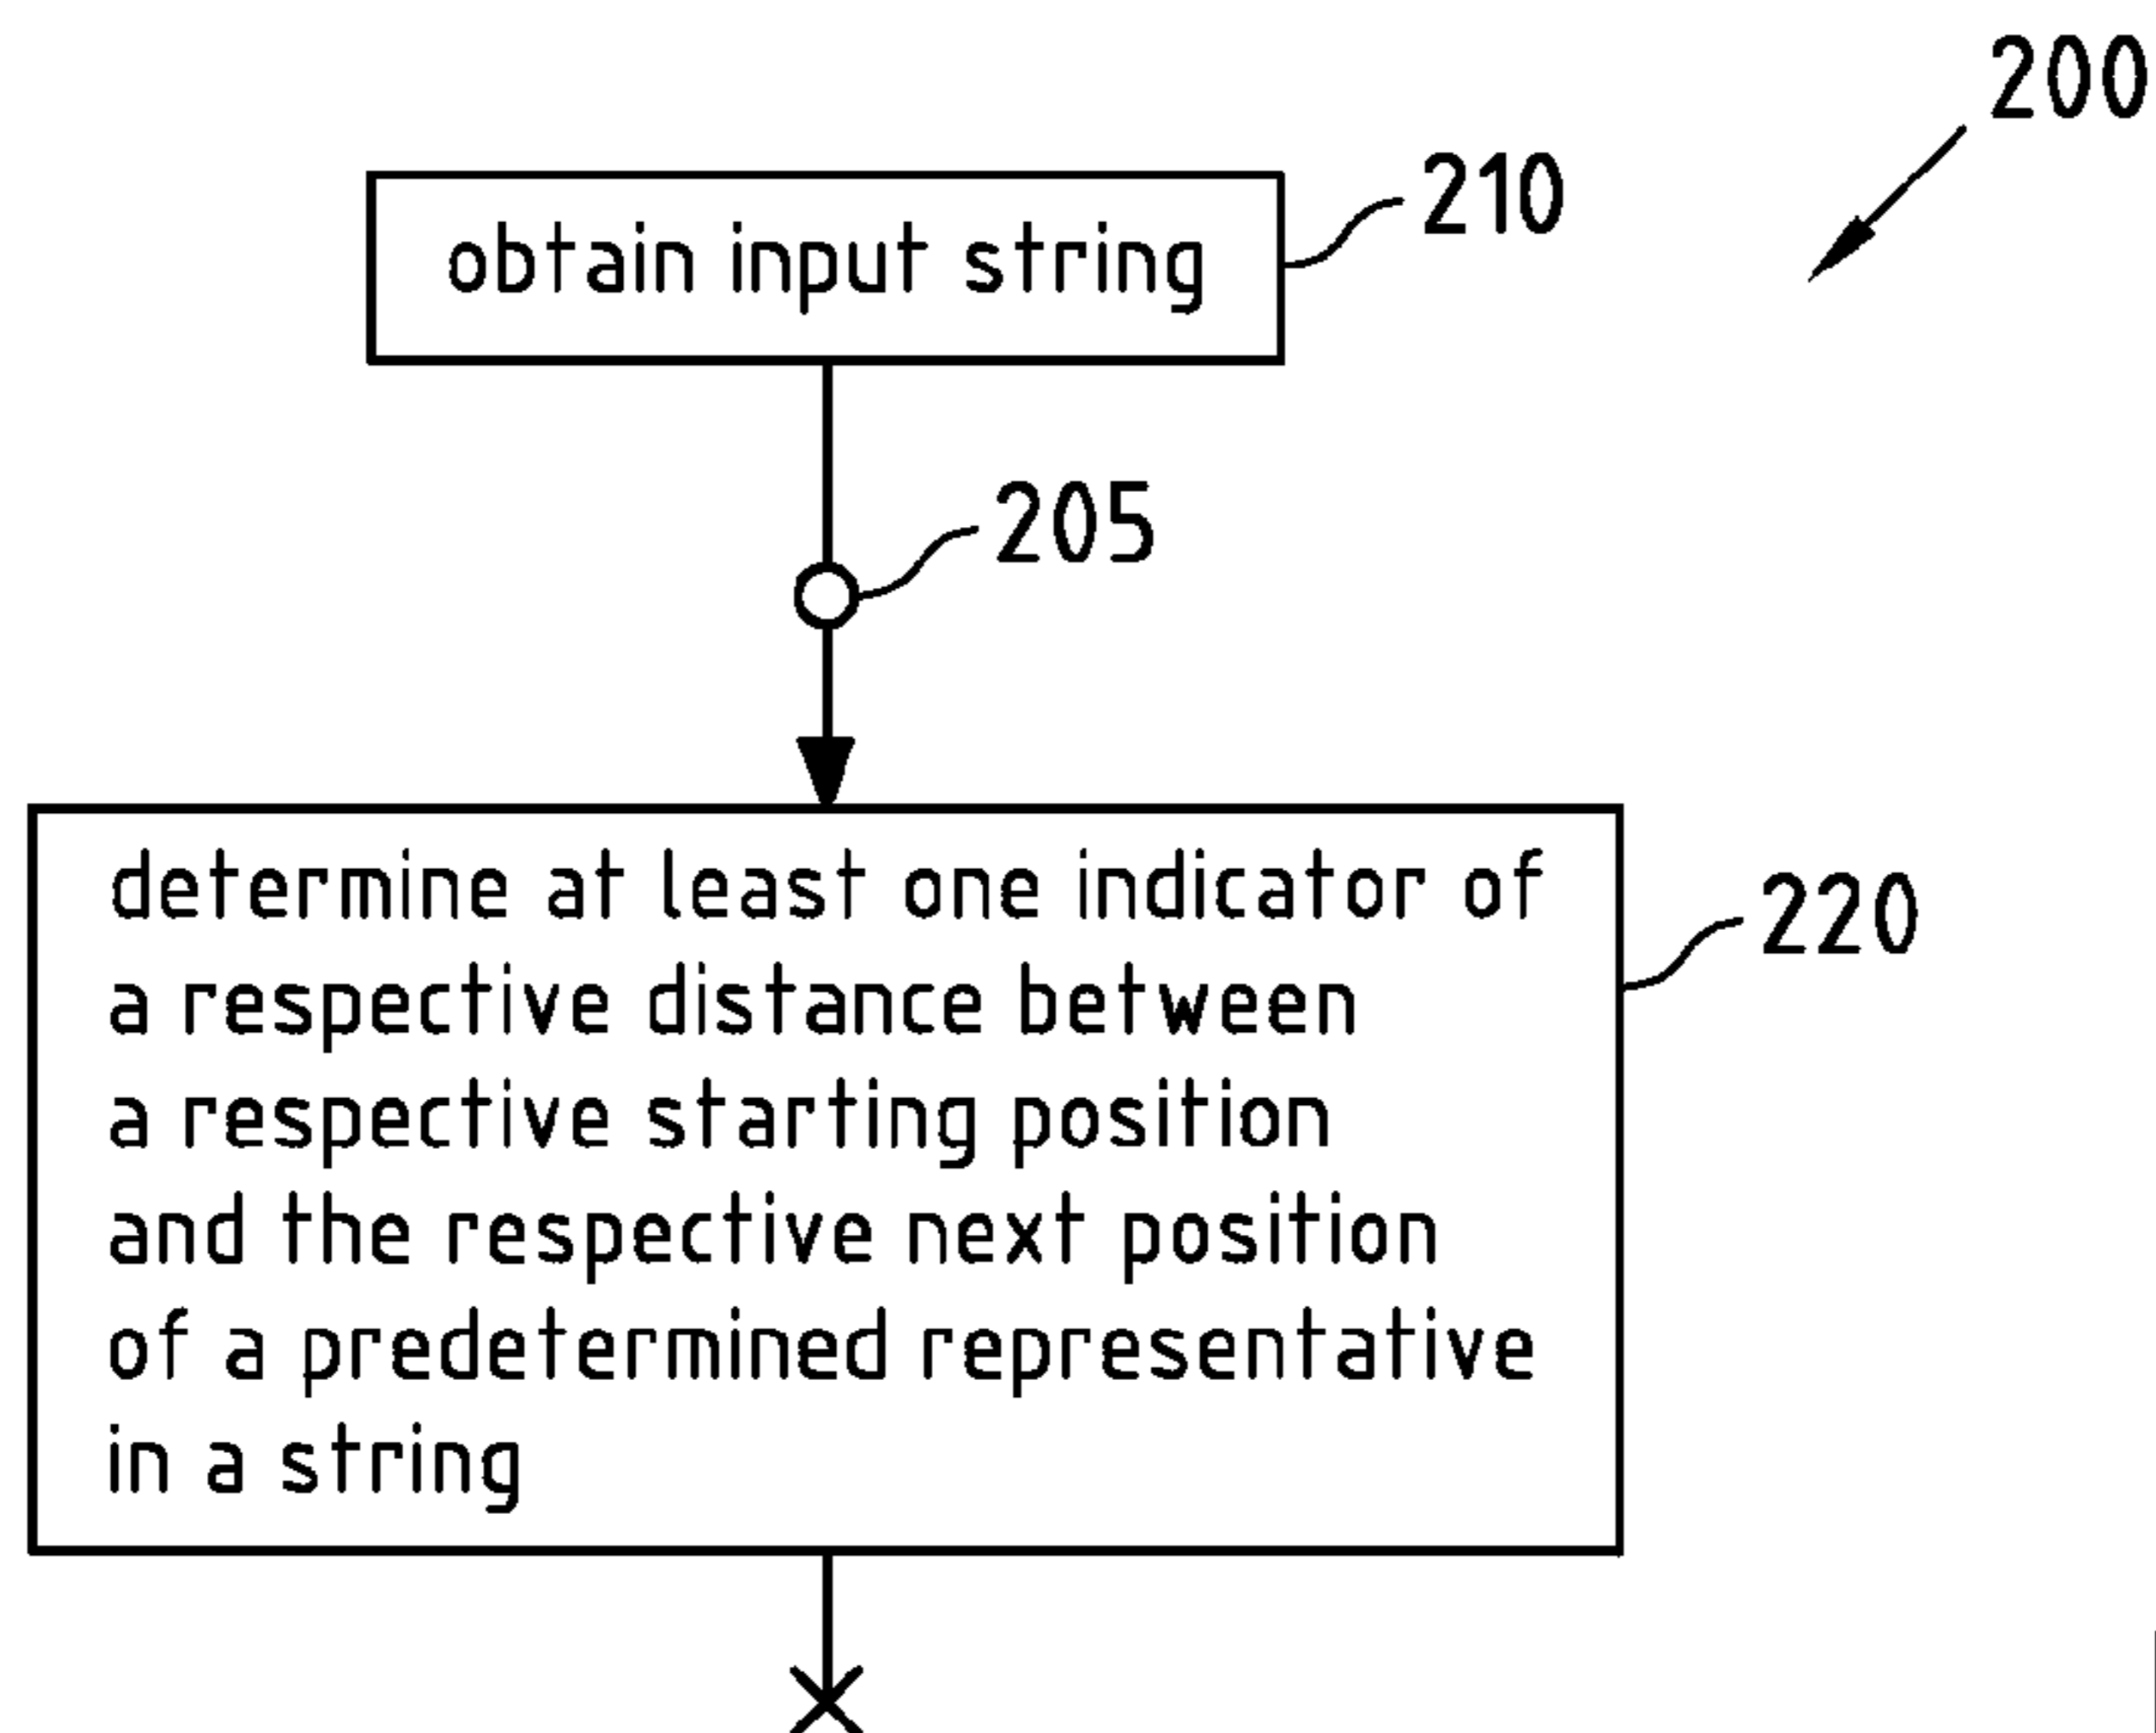 200
obtain input string
210
205
determine at least one indicator of
a respective distance between
a respective starting position
and the respective next position
of a predetermined representative
in a string
220